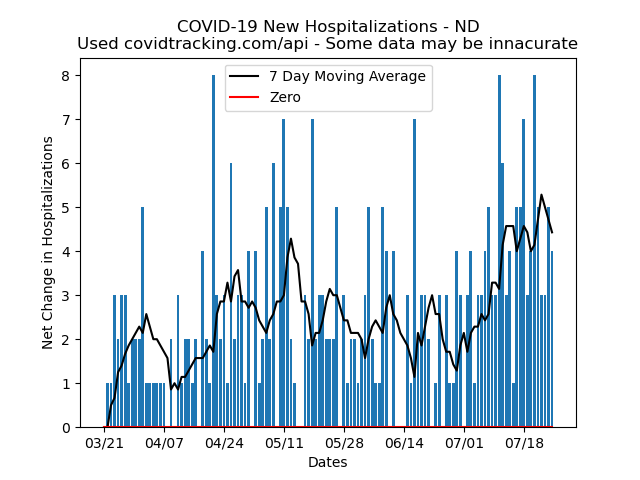 COVID-19 New Hospitalizations - ND
Used covidtracking.com/api - Some data may be innacurate
7 Day Moving Average
Zero
Net Change in Hospitalizations
8
7
6
5
4
3
2
1
0
03/21 04/07 04/24 05/11 05/28 06/14 07/01 07/18
Dates